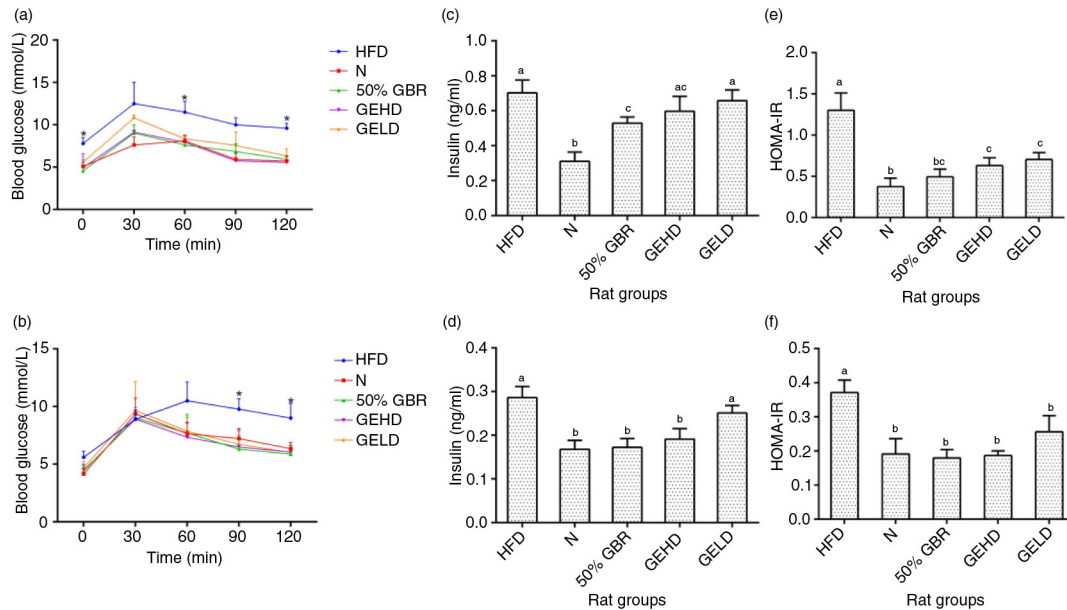 (a)
Blood glucose (mmol/L)
20
15
10
5
0
*
*
*
0 30 60 90 120
Time (min)
HFD
N
50% GBR
GEHD
GELD
(c)
Insulin (ng/ml)
1.0
0.8
0.6
0.4
0.2
0.0
a b c ac a
HFD N 50% GBR GEHD GELD
Rat groups
(e)
HOMA-IR
2.0
1.5
1.0
0.5
0.0
a b bc c c
HFD N 50% GBR GEHD GELD
Rat groups
(b)
Blood glucose (mmol/L)
15
10
5
0
*
*
0 30 60 90 120
Time (min)
HFD
N
50% GBR
GEHD
GELD
(d)
Insulin (ng/ml)
0.4
0.3
0.2
0.1
0.0
a b b b a
HFD N 50% GBR GEHD GELD
Rat groups
(f)
HOMA-IR
0.5
0.4
0.3
0.2
0.1
0.0
a b b b b
HFD N 50% GBR GEHD GELD
Rat groups